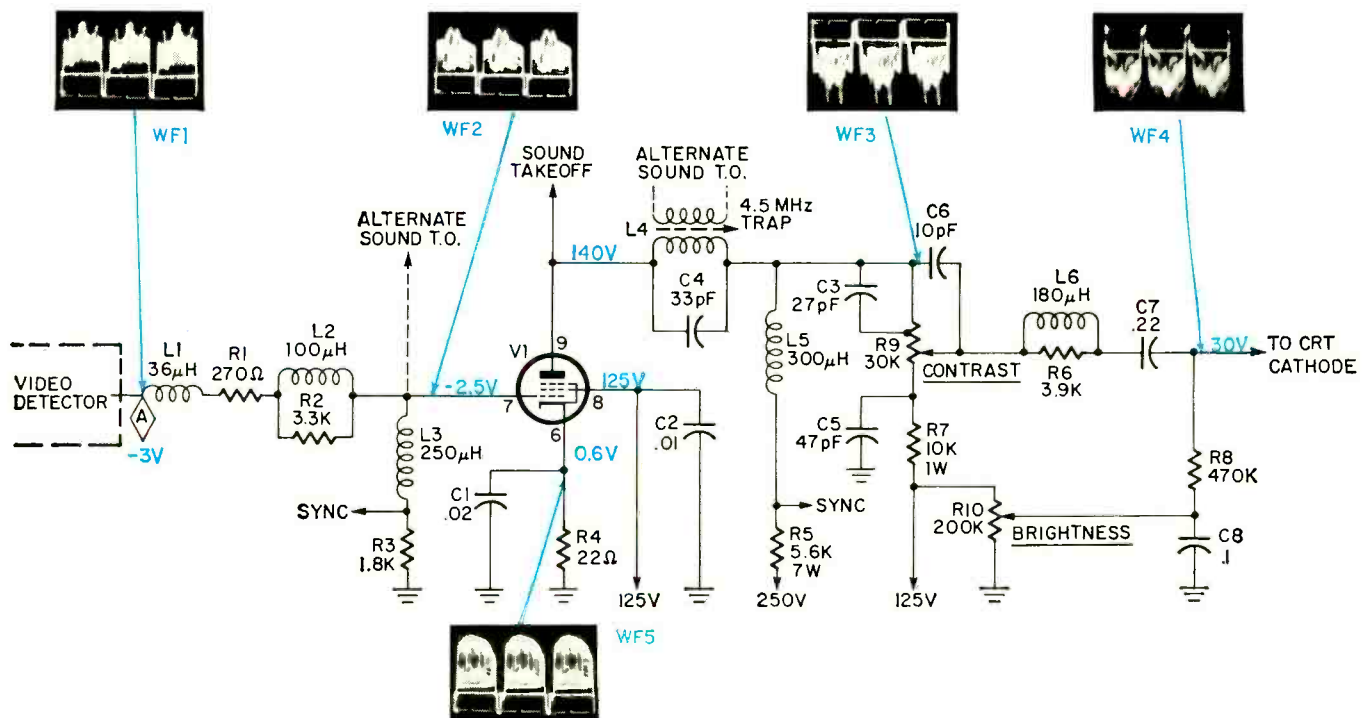 WF1
WF2
WF3
WF4
SOUND
TAKEOFF
ALTERNATE
SOUND T.O.
4.5 MHz
TRAP
L4
C6
10pF
ALTERNATE
SOUND T.O.
140V
C4
33pF
C3
27pF
L6
180µH
C7
.22
L1
36µH
R1
270Ω
L2
100µH
R2
3.3K
V1
9
L5
300µH
R9
30K
CONTRAST
R6
3.9K
30V
TO CRT
CATHODE
VIDEO
DETECTOR
A
-3V
-2.5V
7
125V
8
6
L3
250µH
0.6V
C2
.01
C5
47pF
R7
10K
1W
R8
470K
SYNC
C1
.02
SYNC
R10
200K
BRIGHTNESS
R3
1.8K
R4
22Ω
R5
5.6K
7W
C8
.1
125V
250V
125V
WF5